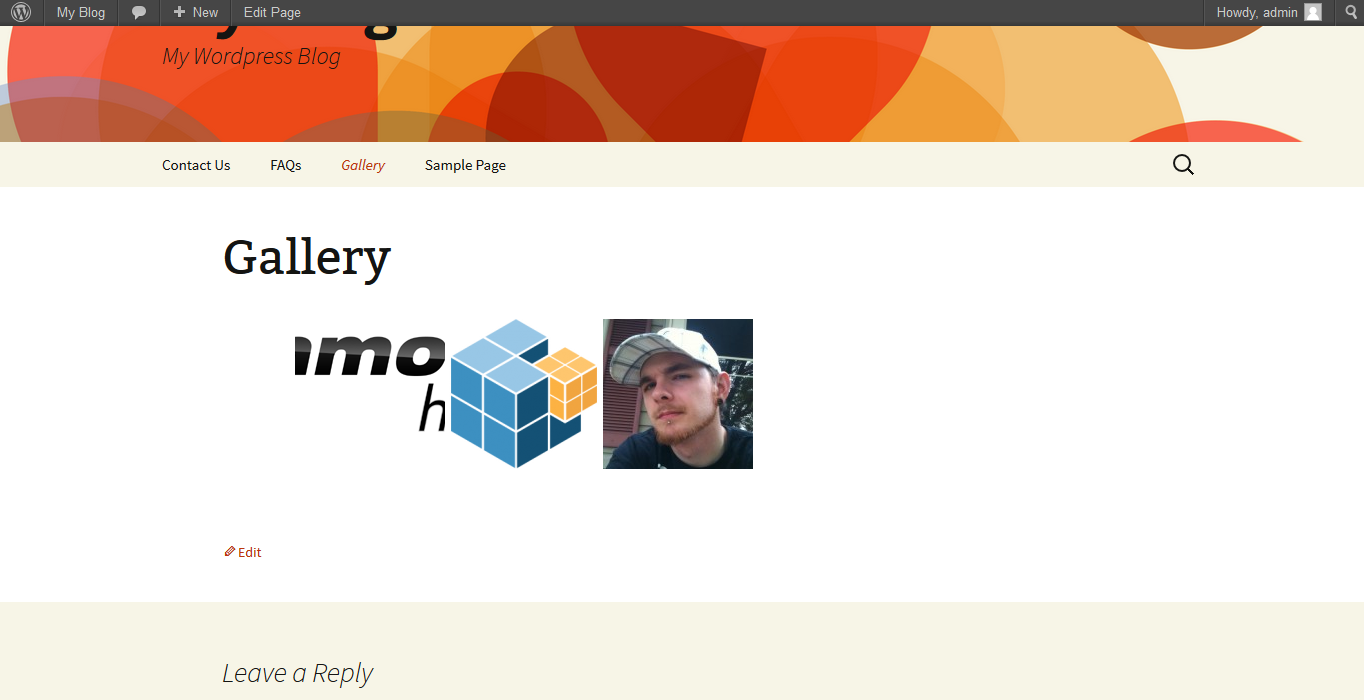 My Blog New Edit Page Howdy, admin
My Wordpress Blog
Contact Us FAQs Gallery Sample Page
Gallery
Edit
Leave a Reply